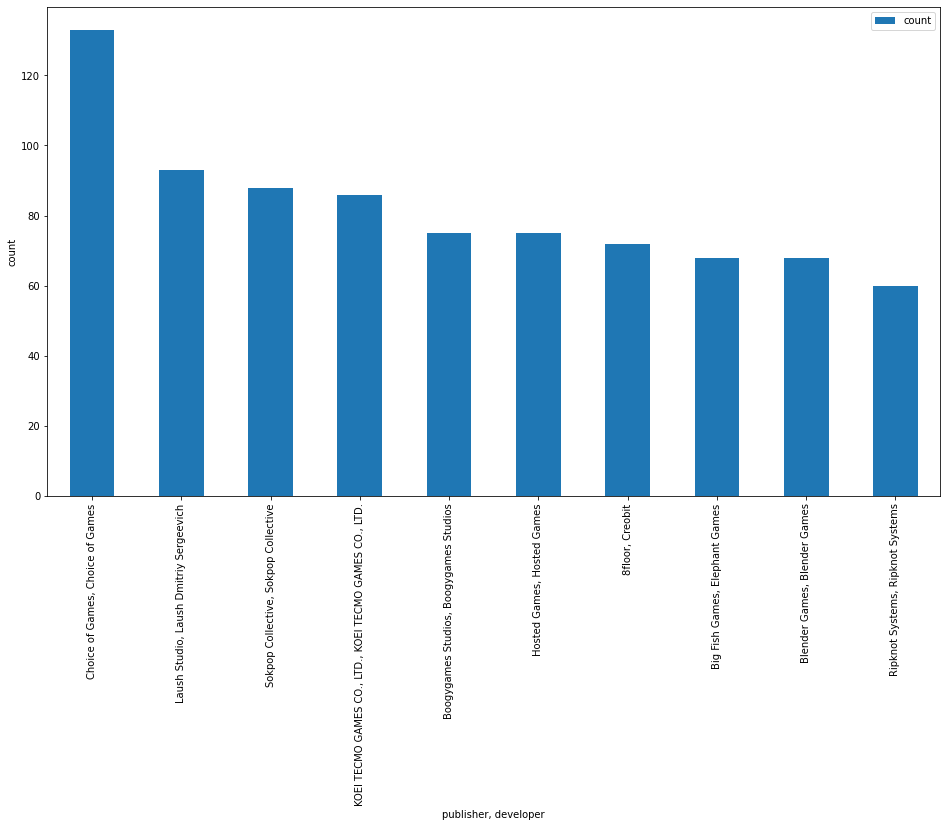 count
120
100
80
60
40
20
0
count
Choice of Games, Choice of Games
Laush Studio, Laush Dmitriy Sergeevich
Sokpop Collective, Sokpop Collective
KOEI TECMO GAMES CO., LTD., KOEI TECMO GAMES CO., LTD.
Boogygames Studios, Boogygames Studios
Hosted Games, Hosted Games
8floor, Creobit
Big Fish Games, Elephant Games
Blender Games, Blender Games
Ripknot Systems, Ripknot Systems
publisher, developer